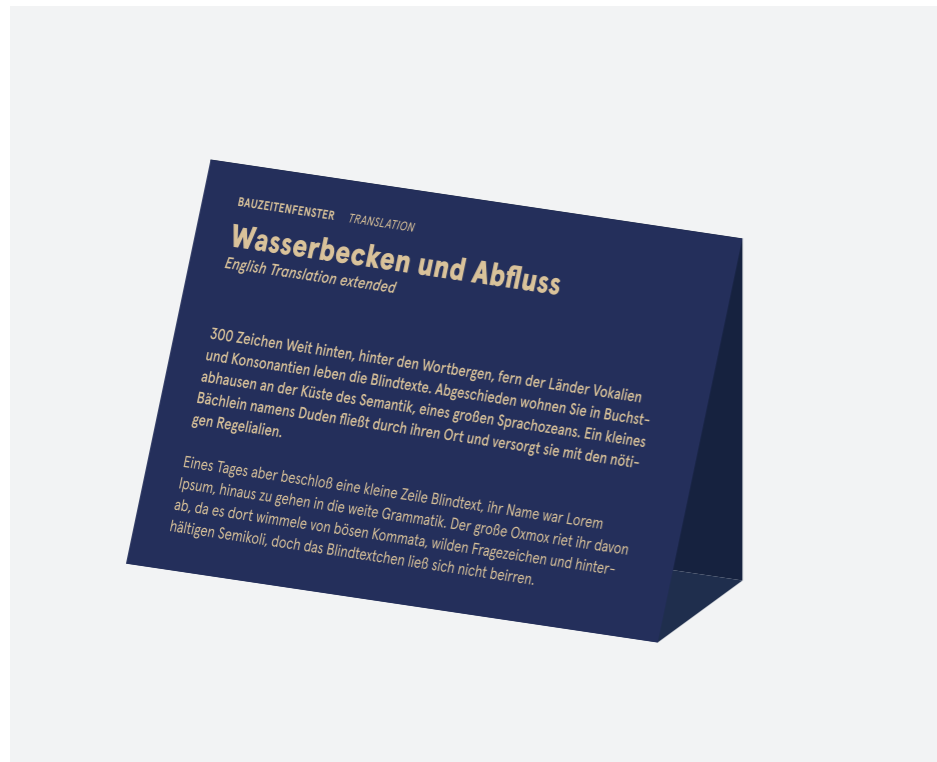 BAUZEITENFENSTER TRANSLATION
Wasserbecken und Abfluss
English Translation extended
300 Zeichen Weit hinten, hinter den Wortbergen, fern der Länder Vokalien
und Konsonantien leben die Blindtexte. Abgeschieden wohnen Sie in Buchst-
abhausen an der Küste des Semantik, eines großen Sprachozeans. Ein kleines
Bächlein namens Duden fließt durch ihren Ort und versorgt sie mit den nöti-
gen Regelialien.
Eines Tages aber beschloß eine kleine Zeile Blindtext, ihr Name war Lorem
Ipsum, hinaus zu gehen in die weite Grammatik. Der große Oxmox riet ihr davon
ab, da es dort wimmele von bösen Kommata, wilden Fragezeichen und hinter-
hältigen Semikoli, doch das Blindtextchen ließ sich nicht beirren.